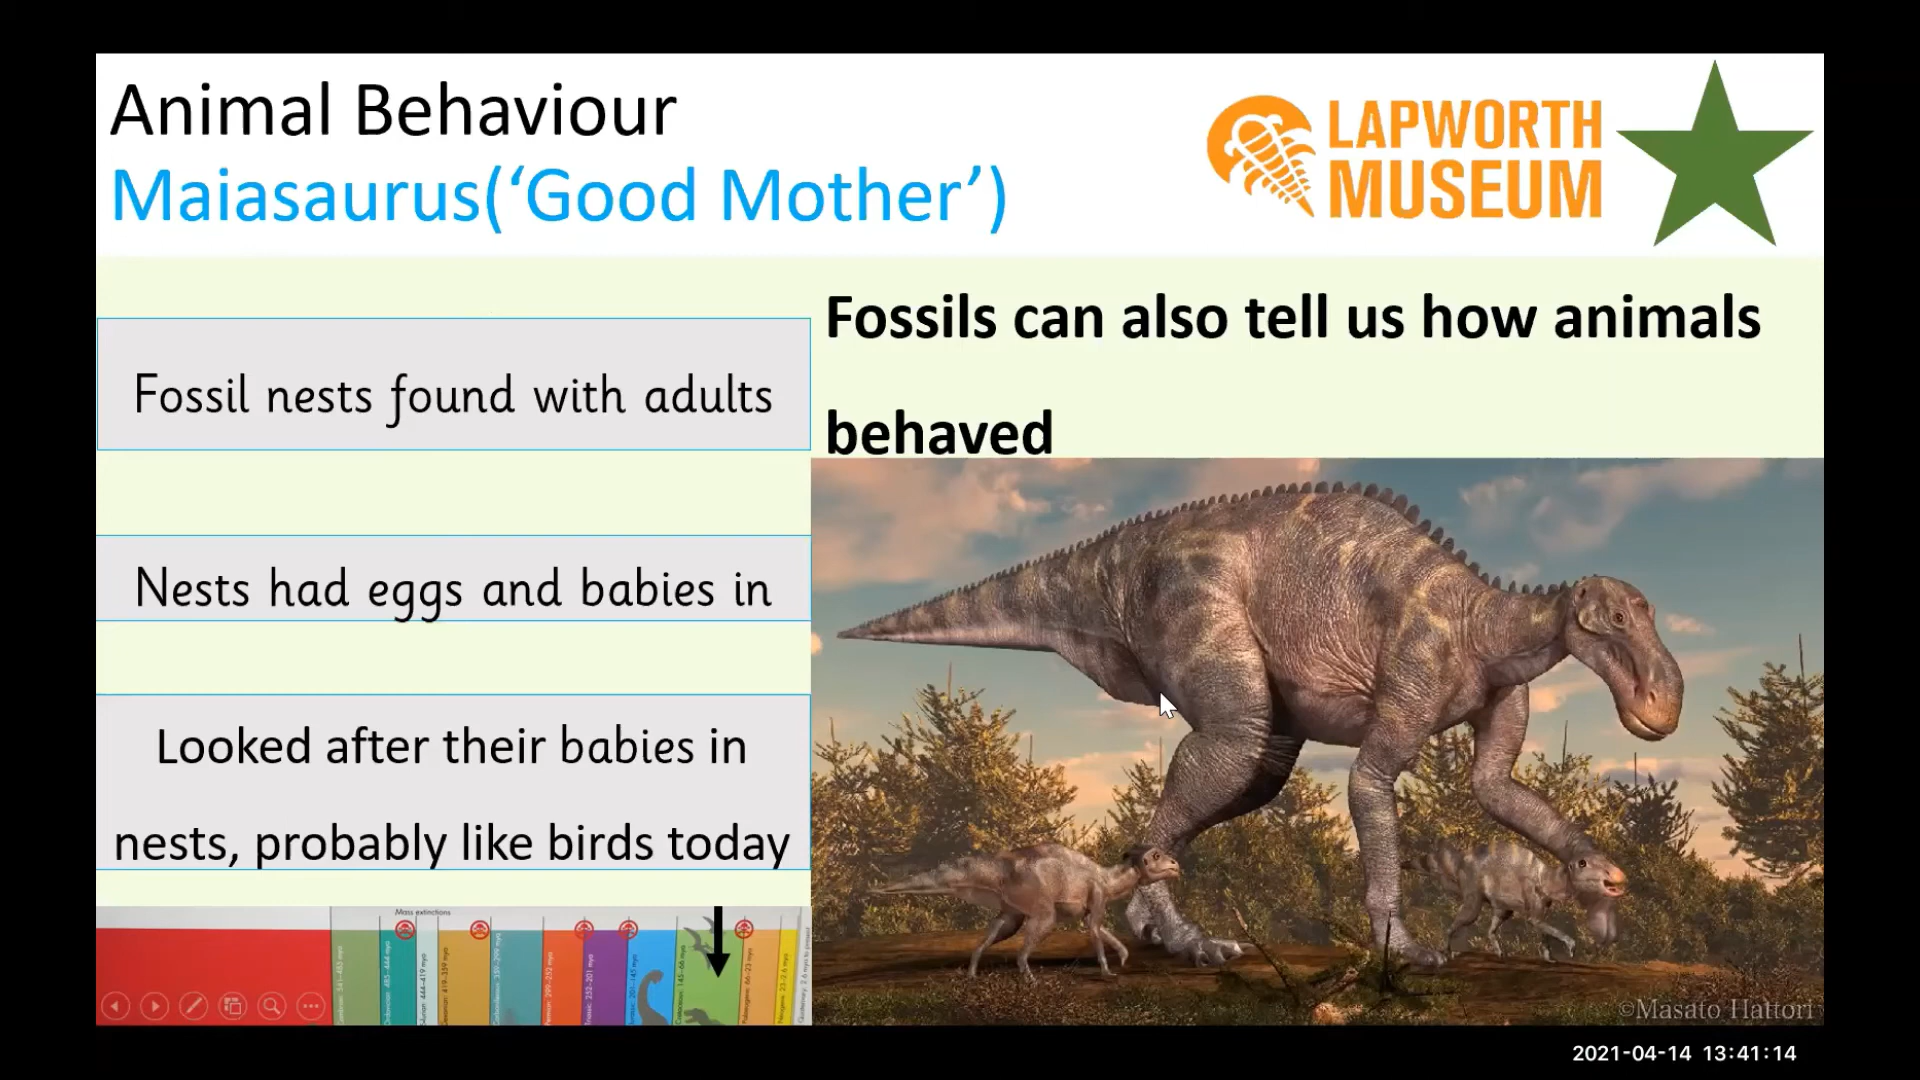 Animal Behaviour
Maiasaurus(‘Good Mother’)
LAPWORTH
MUSEUM
Fossils can also tell us how animals
behaved
Fossil nests found with adults
Nests had eggs and babies in
Looked after their babies in
nests, probably like birds today
Mass extinctions
©Masato Hattori
2021-04-14 13:41:14